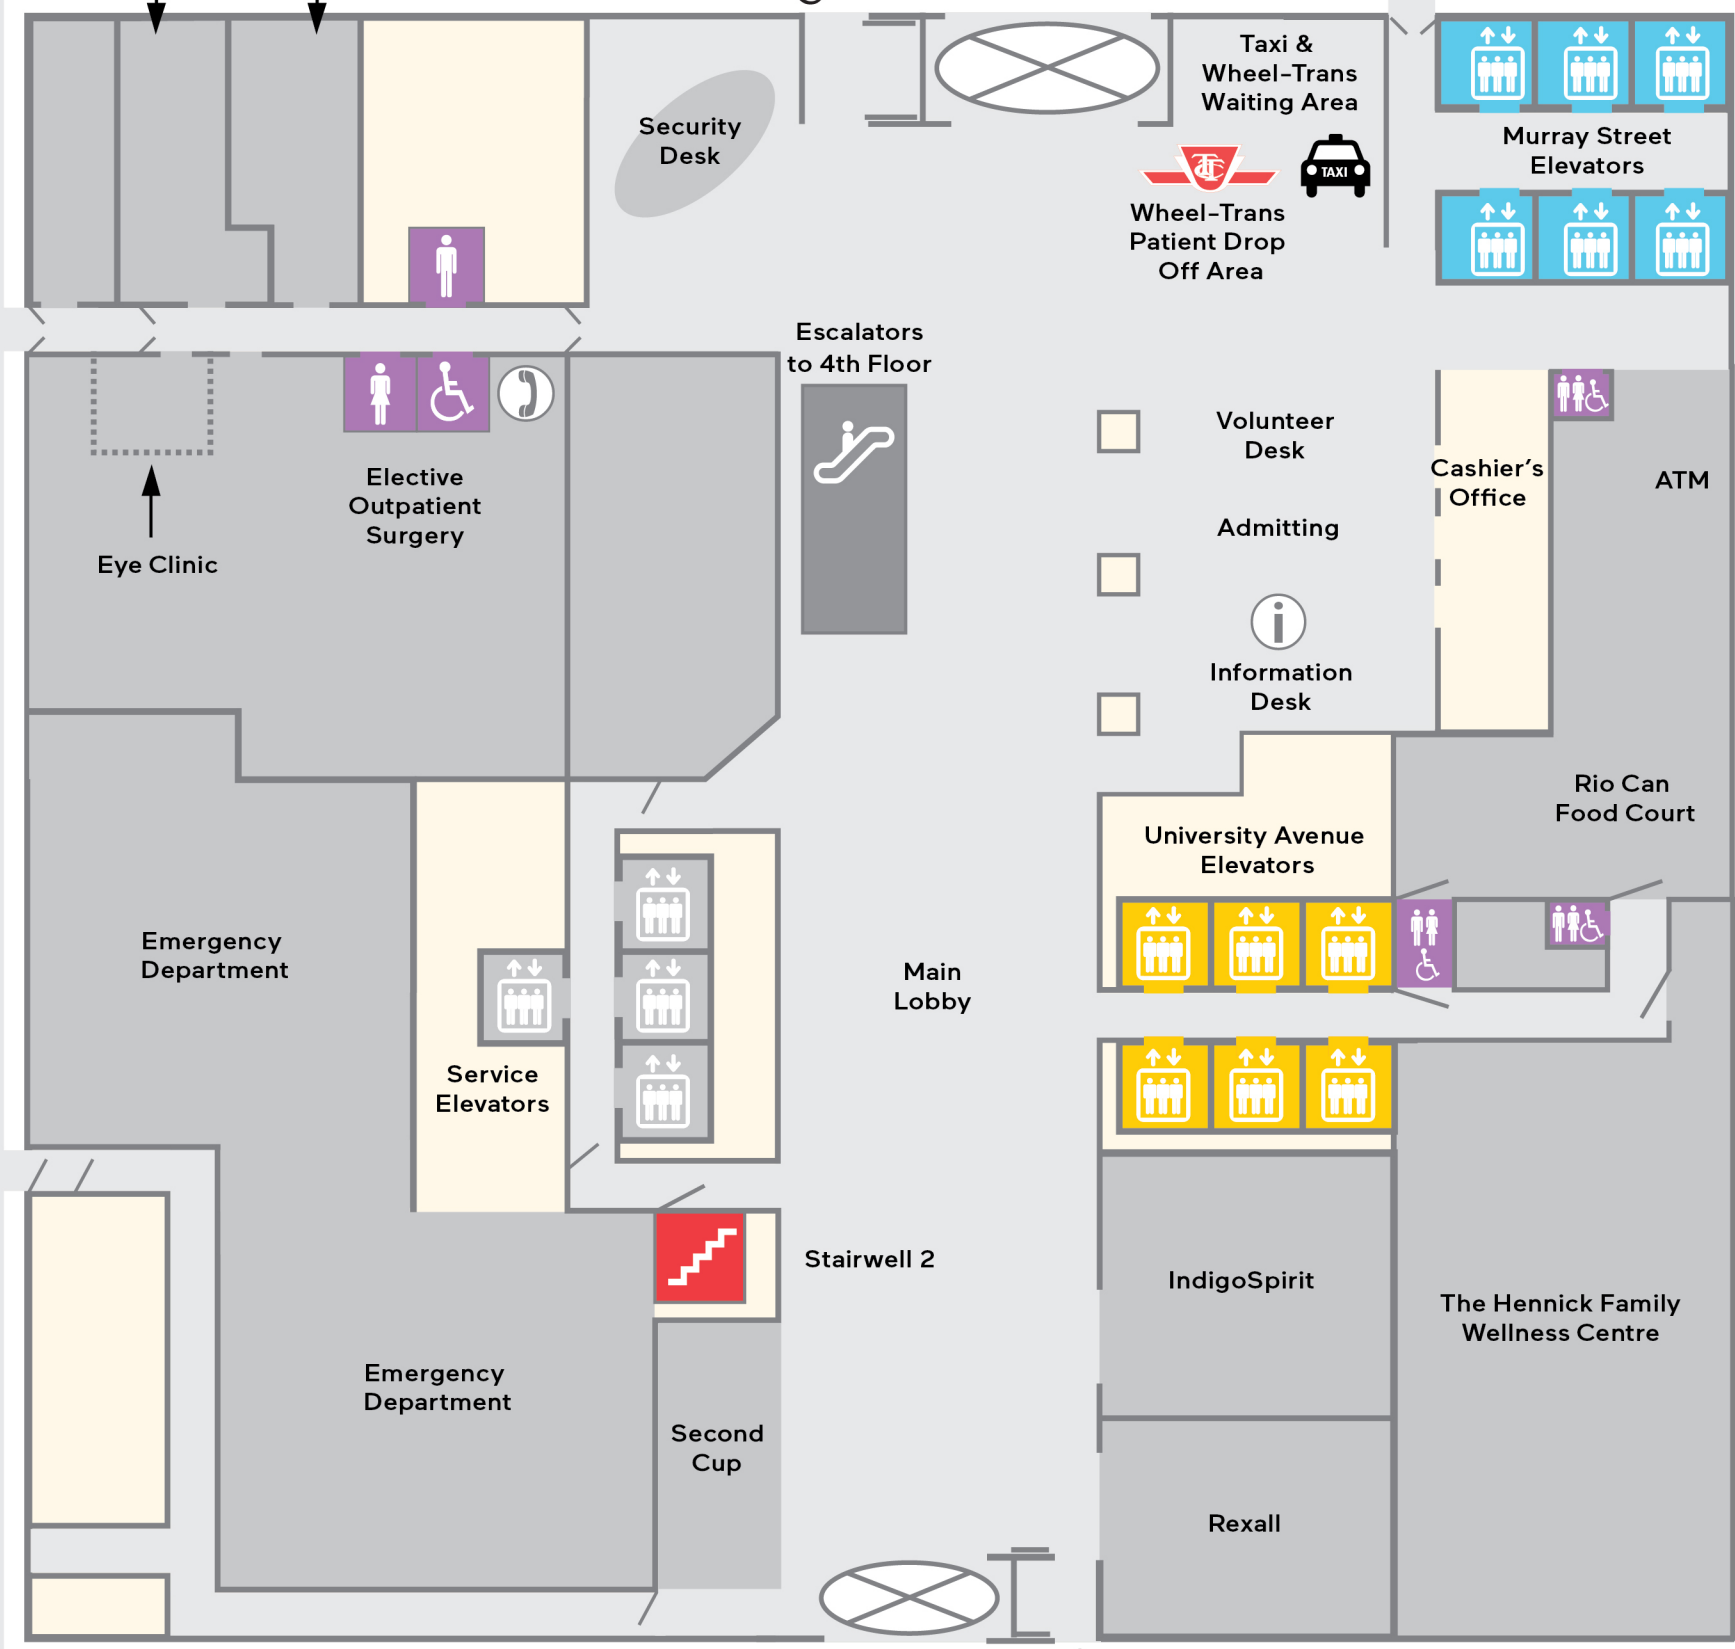 Security
Desk
Taxi &
Wheel-Trans
Waiting Area
TTC
TAXI
Wheel-Trans
Patient Drop
Off Area
Murray Street
Elevators
Escalators
to 4th Floor
Volunteer
Desk
Cashier's
Office
ATM
Elective
Outpatient
Surgery
Eye Clinic
Admitting
i
Information
Desk
Rio Can
Food Court
University Avenue
Elevators
Emergency
Department
Main
Lobby
Service
Elevators
Stairwell 2
IndigoSpirit
The Hennick Family
Wellness Centre
Emergency
Department
Second
Cup
Rexall